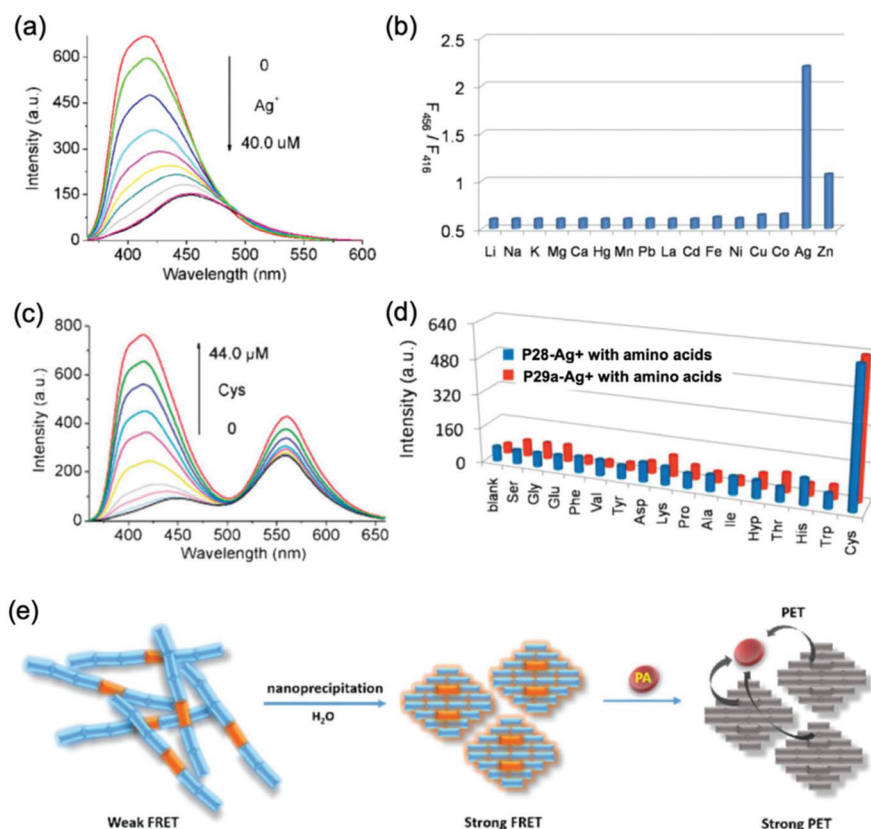 (a)
600
450
300
150
0
Intensity (a.u.)
0
Ag⁺
40.0 uM
400 450 500 550 600
Wavelength (nm)
(b)
2.5
2
1.5
1
0.5
F₄₅₆ / F₄₁₆
Li Na K Mg Ca Hg Mn Pb La Cd Fe Ni Cu Co Ag Zn
(c)
800
600
400
200
0
Intensity (a.u.)
44.0 µM
Cys
0
400 450 500 550 600 650
Wavelength (nm)
(d)
640
480
320
160
0
Intensity (a.u.)
P28-Ag+ with amino acids
P29a-Ag+ with amino acids
blank Ser Gly Glu Phe Val Tyr Asp Lys Pro Ala Ile Hyp Thr His Trp Cys
(e)
nanoprecipitation
H₂O
PA
PET
Weak FRET
Strong FRET
Strong PET